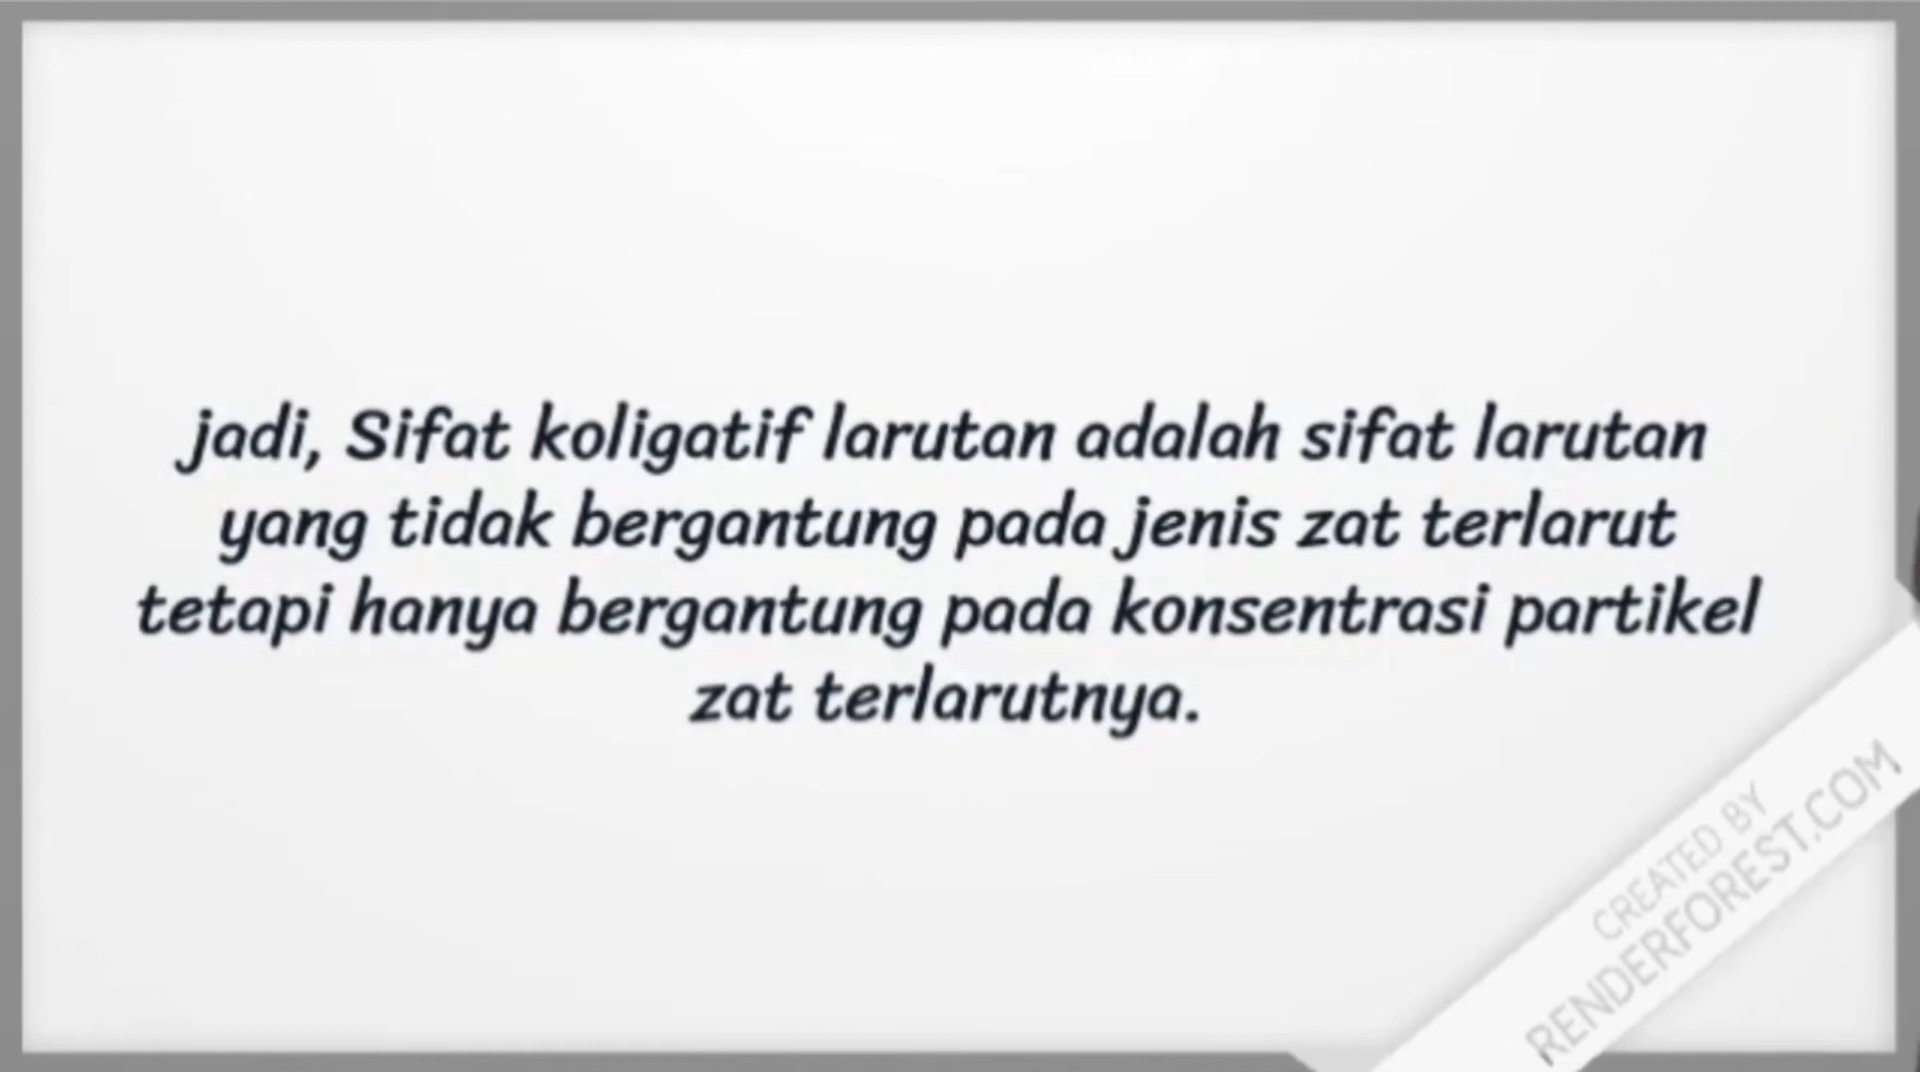 jadi, Sifat koligatif larutan adalah sifat larutan
yang tidak bergantung pada jenis zat terlarut
tetapi hanya bergantung pada konsentrasi partikel
zat terlarutnya.
CREATED BY
RENDERFOREST.COM